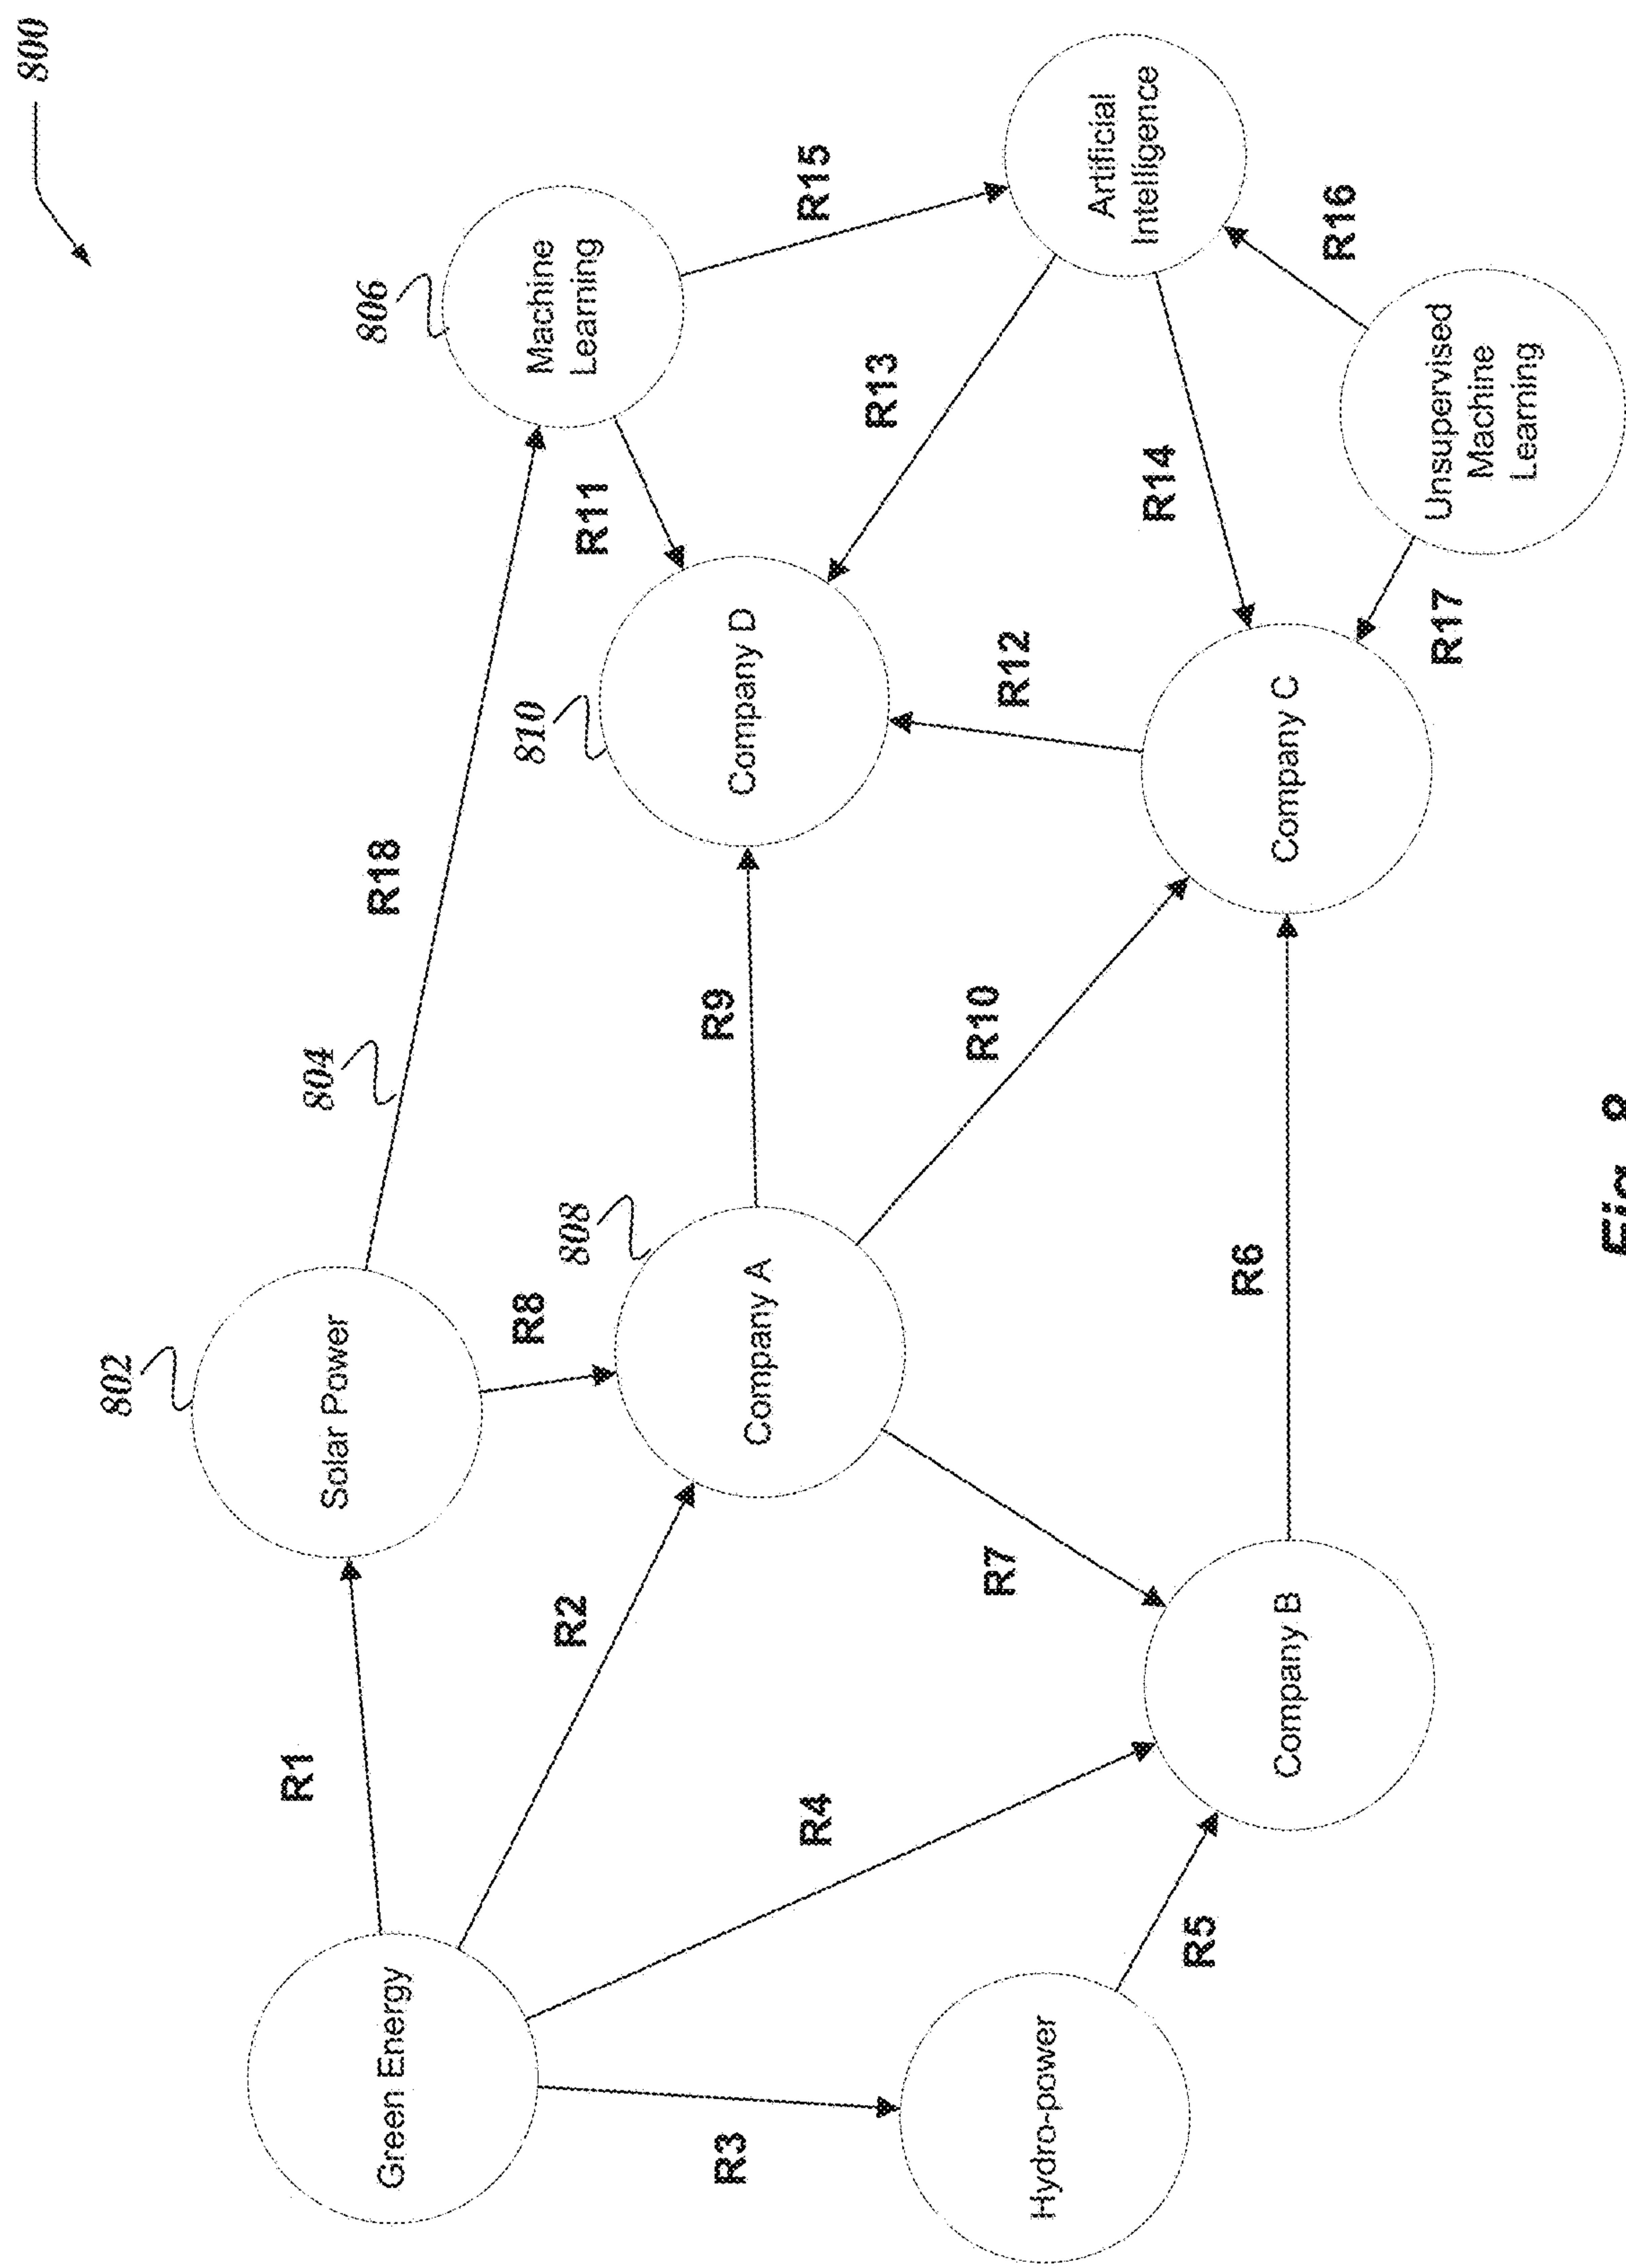 800
802
R1
804
Solar Power
806
R18
Green Energy
R8
810
Machine
Learning
R2
808
R11
R9
R3
Company A
Company D
R4
R15
R13
R10
R7
R12
Hydro-power
Artificial
Intelligence
R14
R5
R6
Company B
Company C
R16
Unsupervised
Machine
Learning
R17
Fig. 8